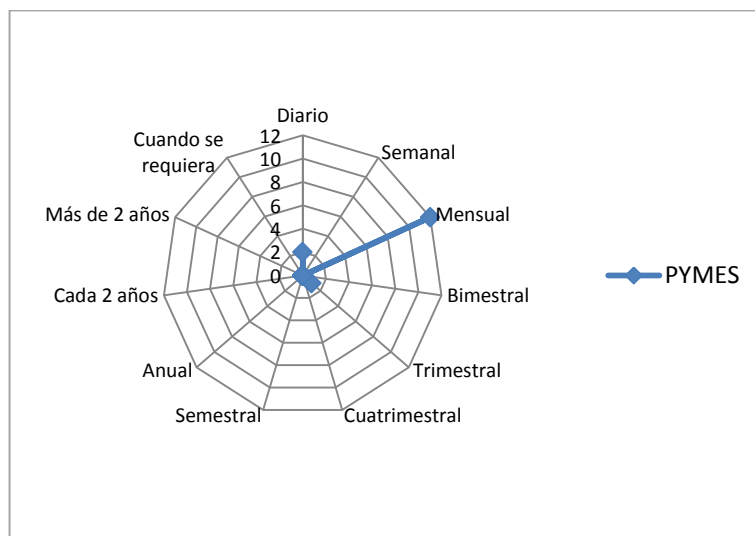 Diario
Semanal
Mensual
Bimestral
Trimestral
Cuatrimestral
Semestral
Anual
Cada 2 años
Más de 2 años
Cuando se
requiera
12
10
8
6
4
2
0
PYMES